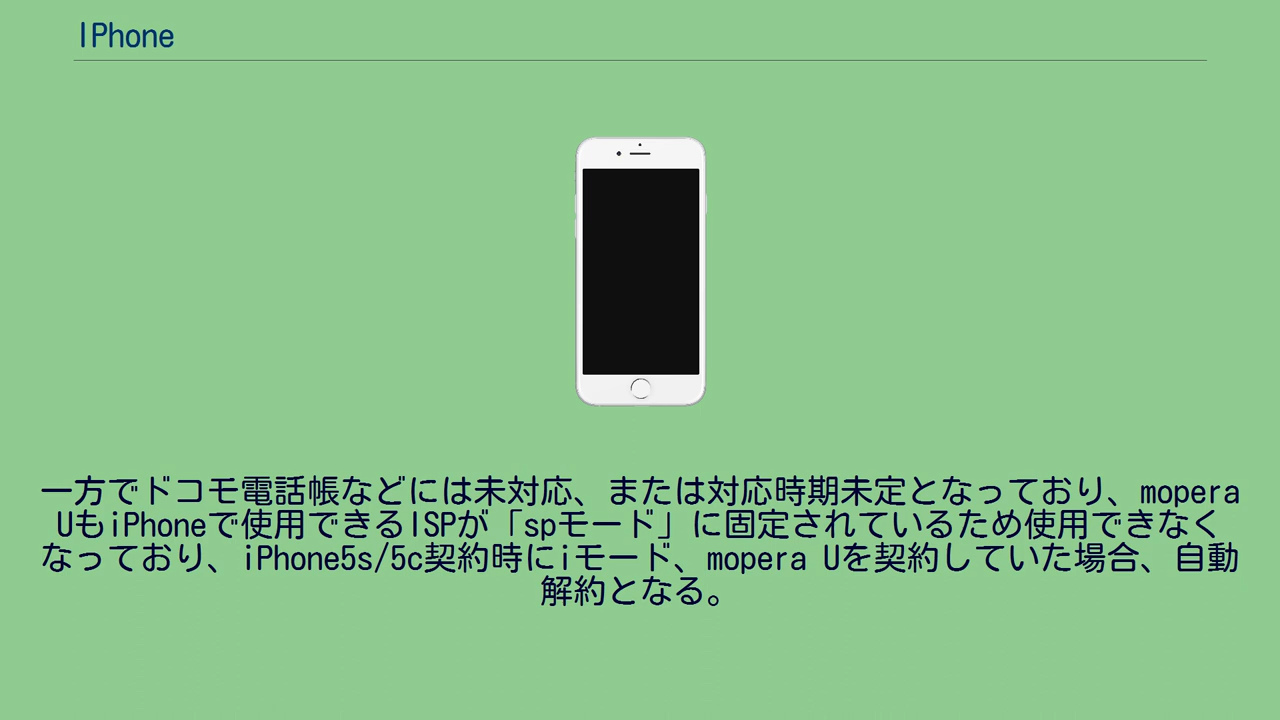 IPhone
一方でドコモ電話帳などには未対応、または対応時期未定となっており、mopera
UもiPhoneで使用できるISPが「spモード」に固定されているため使用できなく
なっており、iPhone5s/5c契約時にiモード、mopera Uを契約していた場合、自動
解約となる。